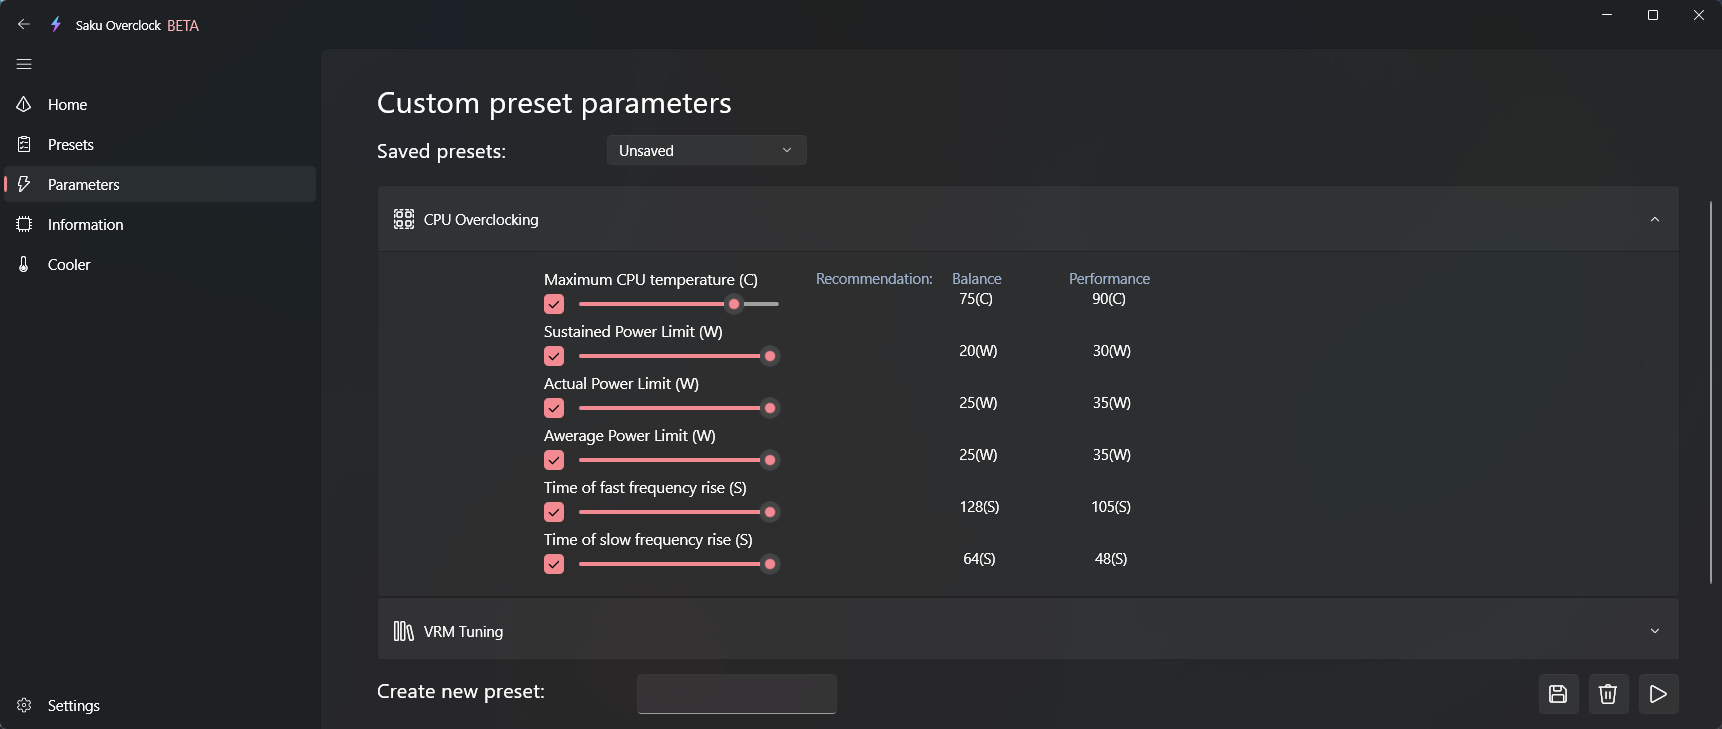 Saku Overclock BETA
Home
Presets
Parameters
Information
Cooler
Settings
Custom preset parameters
Saved presets: Unsaved
CPU Overclocking
Maximum CPU temperature (C) Recommendation: Balance Performance
75(C) 90(C)
Sustained Power Limit (W)
20(W) 30(W)
Actual Power Limit (W)
25(W) 35(W)
Awerage Power Limit (W)
25(W) 35(W)
Time of fast frequency rise (S)
128(S) 105(S)
Time of slow frequency rise (S)
64(S) 48(S)
VRM Tuning
Create new preset: